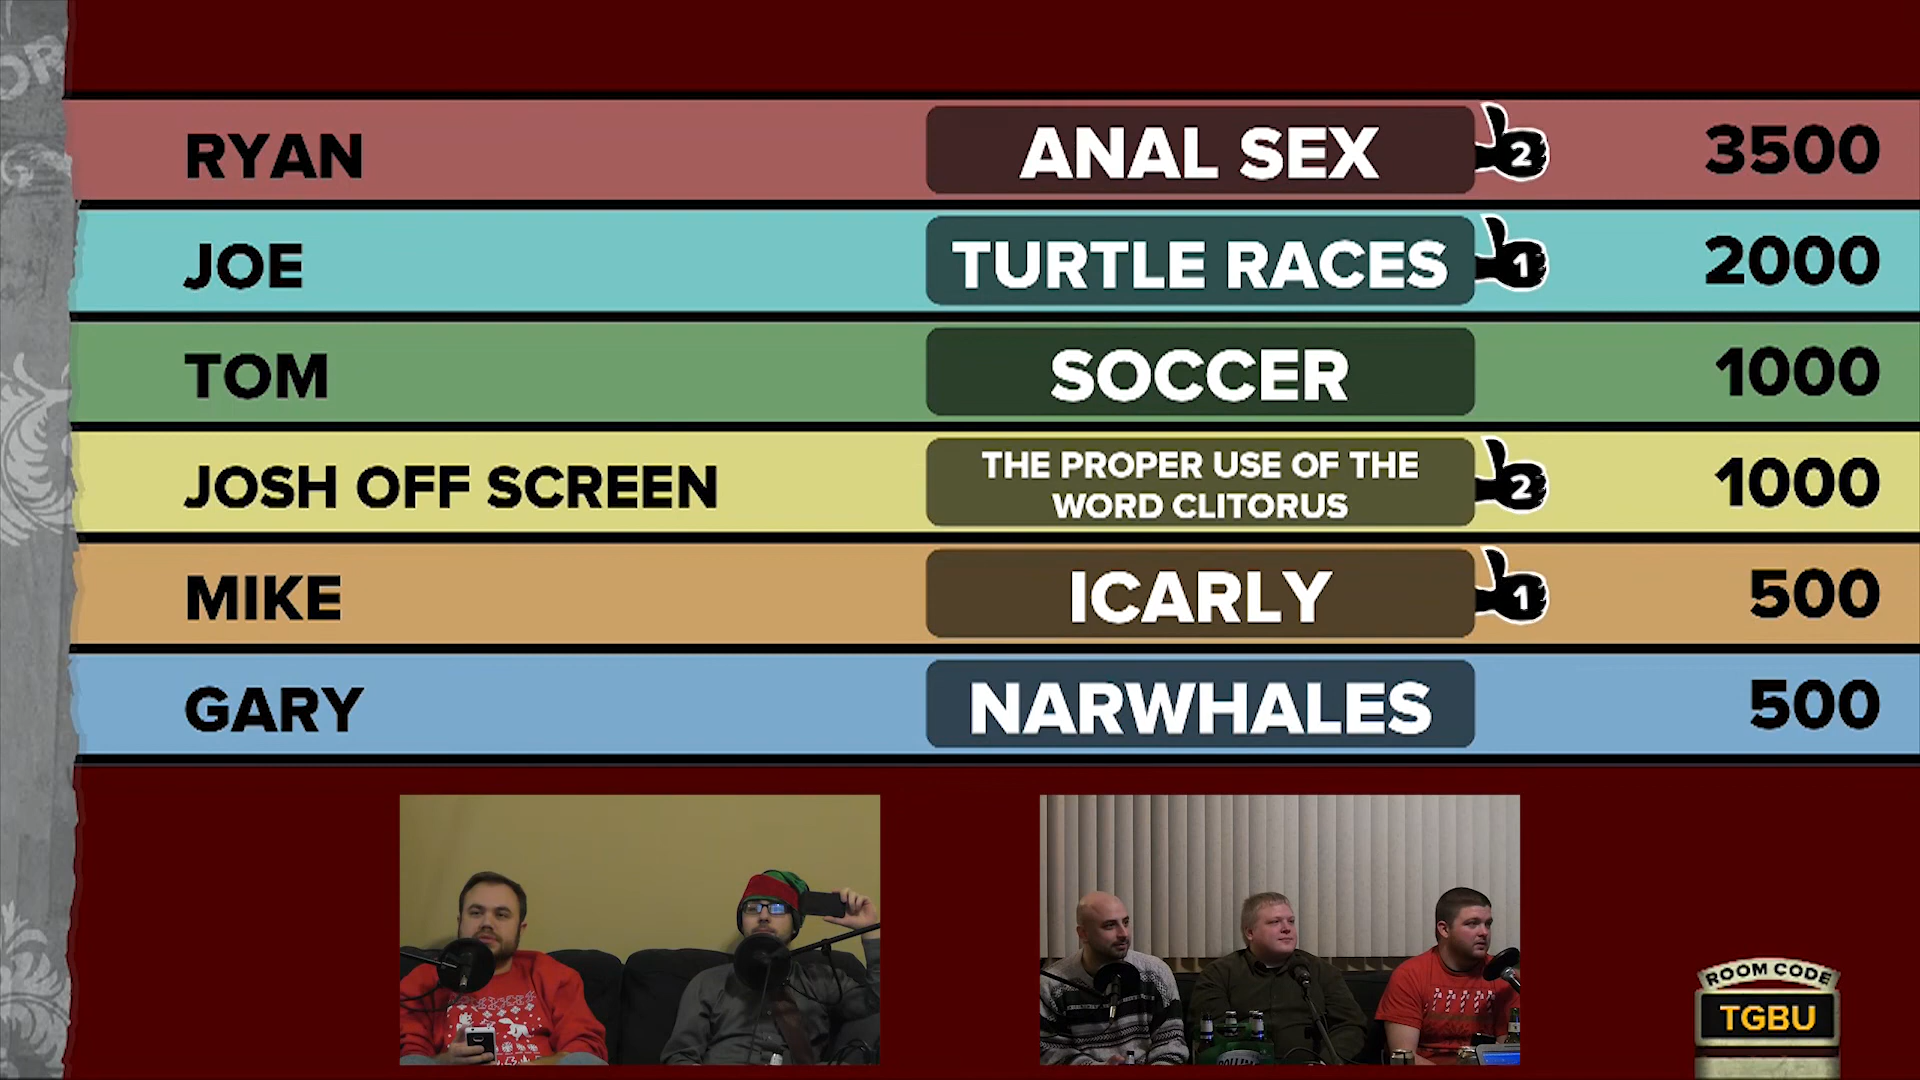 RYAN ANAL SEX 2 3500
JOE TURTLE RACES 1 2000
TOM SOCCER 1000
JOSH OFF SCREEN THE PROPER USE OF THE
WORD CLITORUS 2 1000
MIKE ICARLY 1 500
GARY NARWHALES 500
ROOM CODE
TGBU